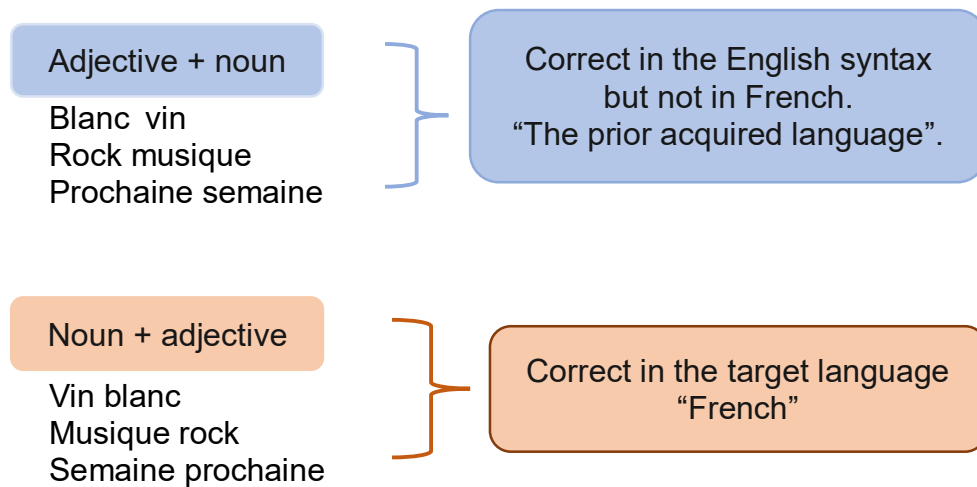 Adjective + noun
Blanc vin
Rock musique
Prochaine semaine
Correct in the English syntax
but not in French.
“The prior acquired language”.
Noun + adjective
Vin blanc
Musique rock
Semaine prochaine
Correct in the target language
“French”